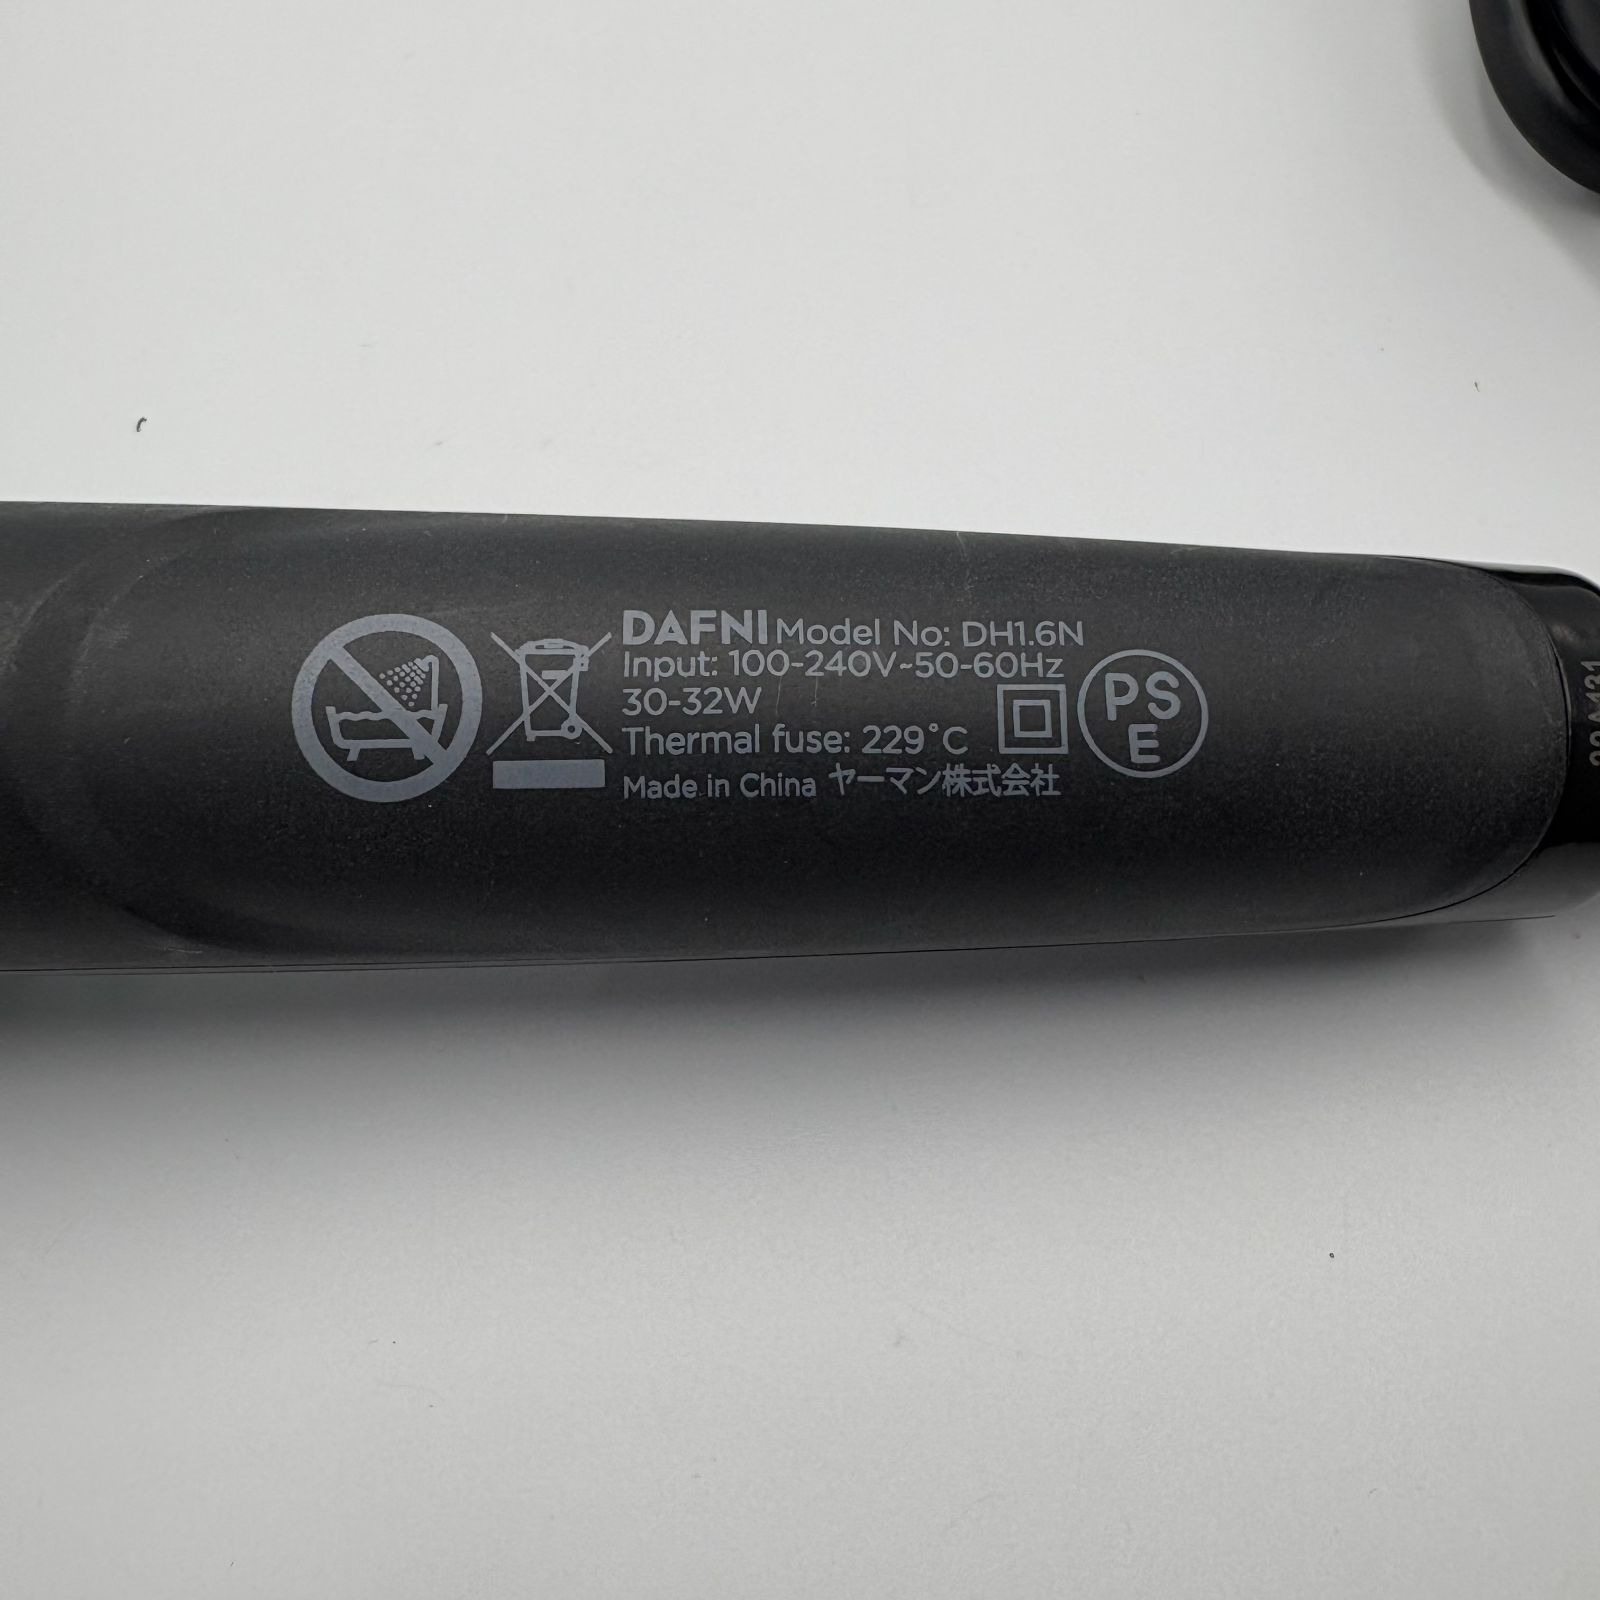 DAFNI Model No: DH1.6N
Input: 100-240V~50-60Hz
30-32W
Thermal fuse: 229°C
Made in China ヤーマン株式会社
PS
E